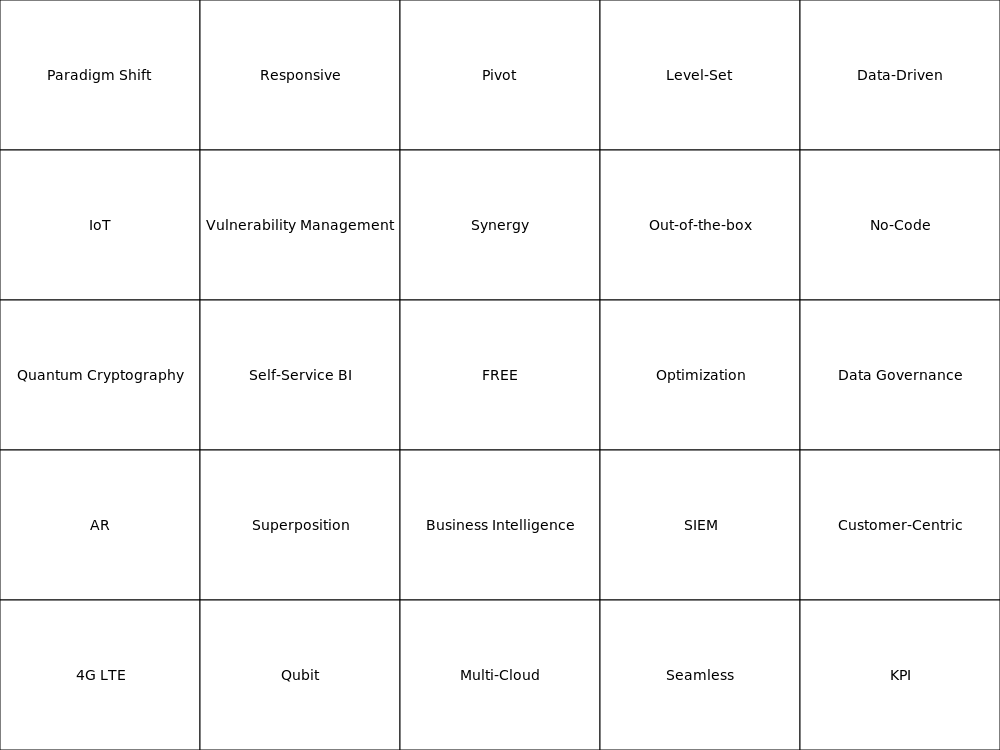 Paradigm Shift
Responsive
Pivot
Level-Set
Data-Driven
IoT
Vulnerability Management
Synergy
Out-of-the-box
No-Code
Quantum Cryptography
Self-Service BI
FREE
Optimization
Data Governance
AR
Superposition
Business Intelligence
SIEM
Customer-Centric
4G LTE
Qubit
Multi-Cloud
Seamless
KPI